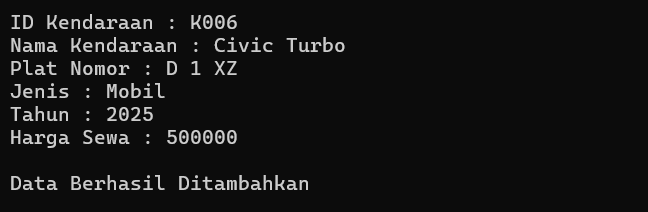 ID Kendaraan : K006
Nama Kendaraan : Civic Turbo
Plat Nomor : D 1 XZ
Jenis : Mobil
Tahun : 2025
Harga Sewa : 500000
Data Berhasil Ditambahkan